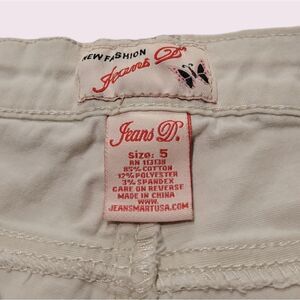 NEW FASHION
Jeans D.
Jeans D.
Size: 5
RN 113138
85% COTTON
12% POLYESTER
3% SPANDEX
CARE ON REVERSE
MADE IN CHINA
WWW.
JEANSMARTUSA.COM